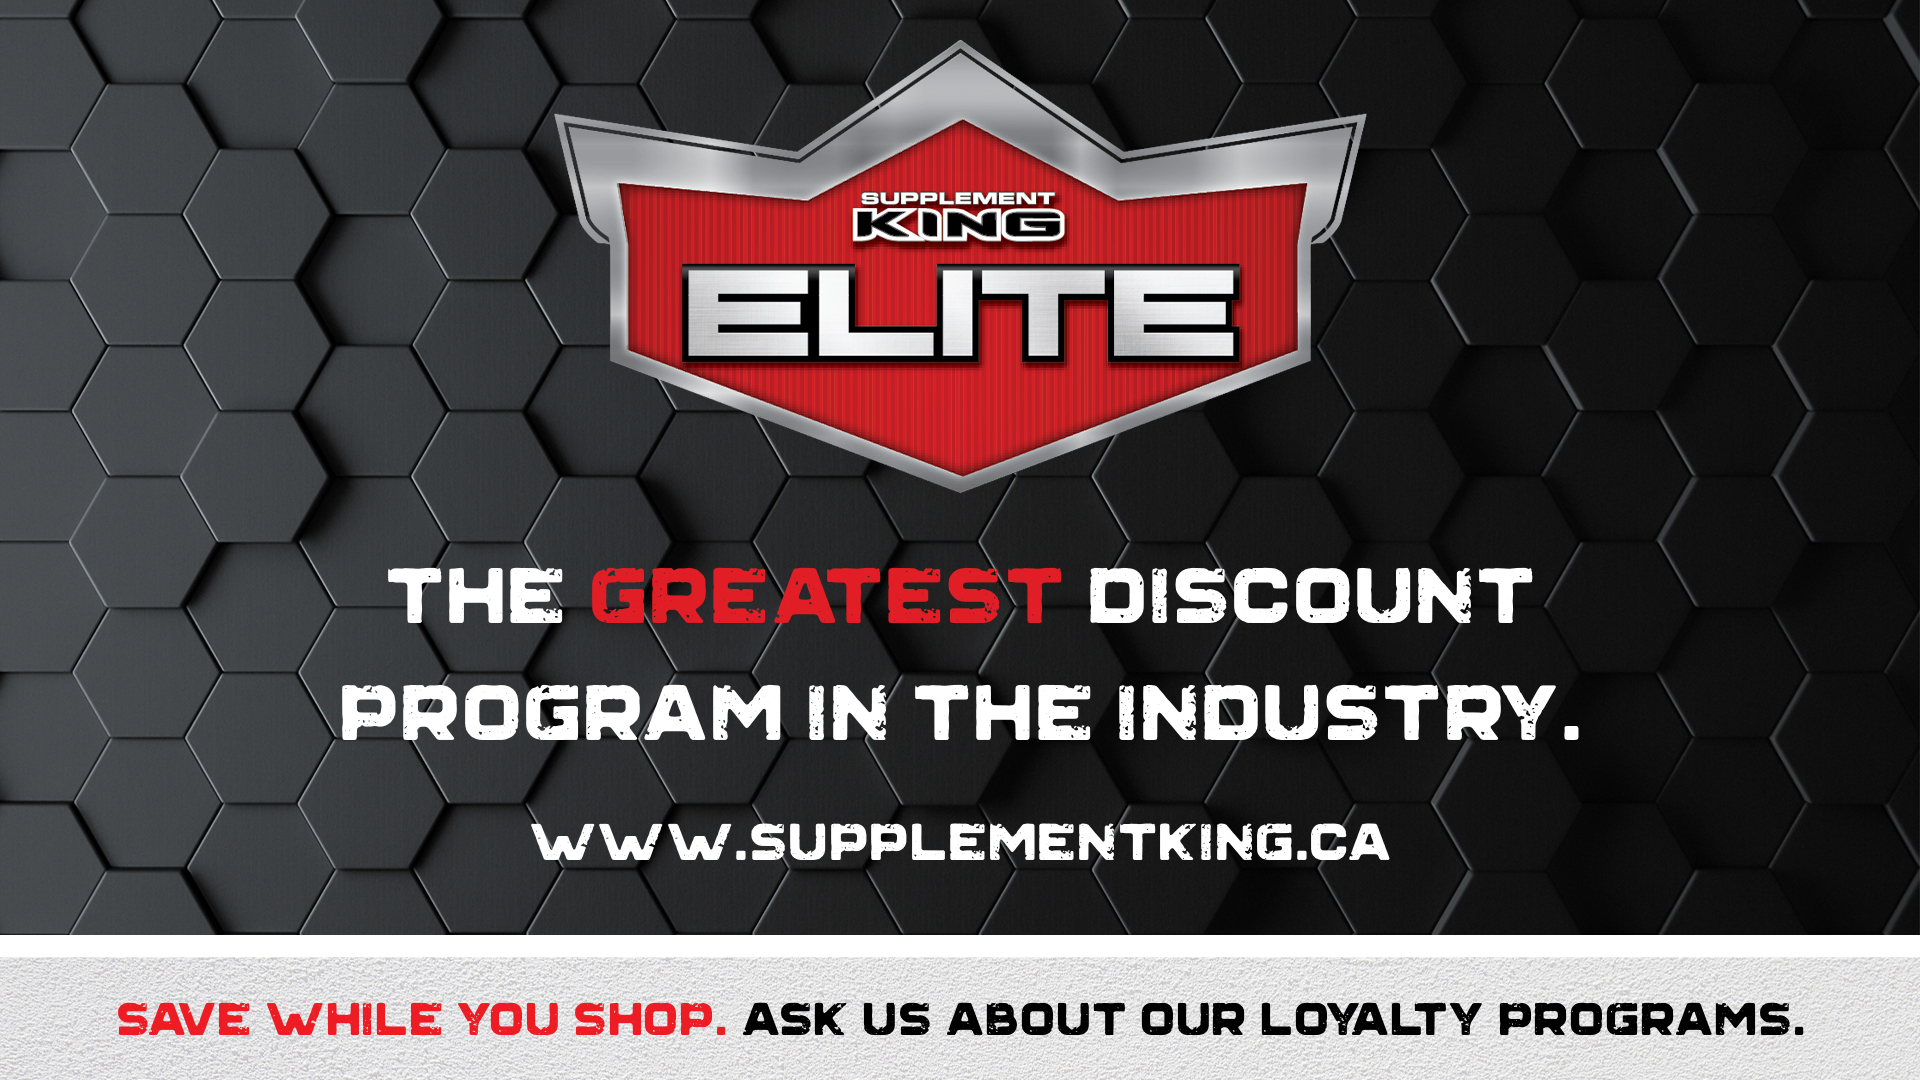 SUPPLEMENT
KING
ELITE
THE GREATEST DISCOUNT
PROGRAM IN THE INDUSTRY.
WWW.SUPPLEMENTKING.CA
SAVE WHILE YOU SHOP. ASK US ABOUT OUR LOYALTY PROGRAMS.